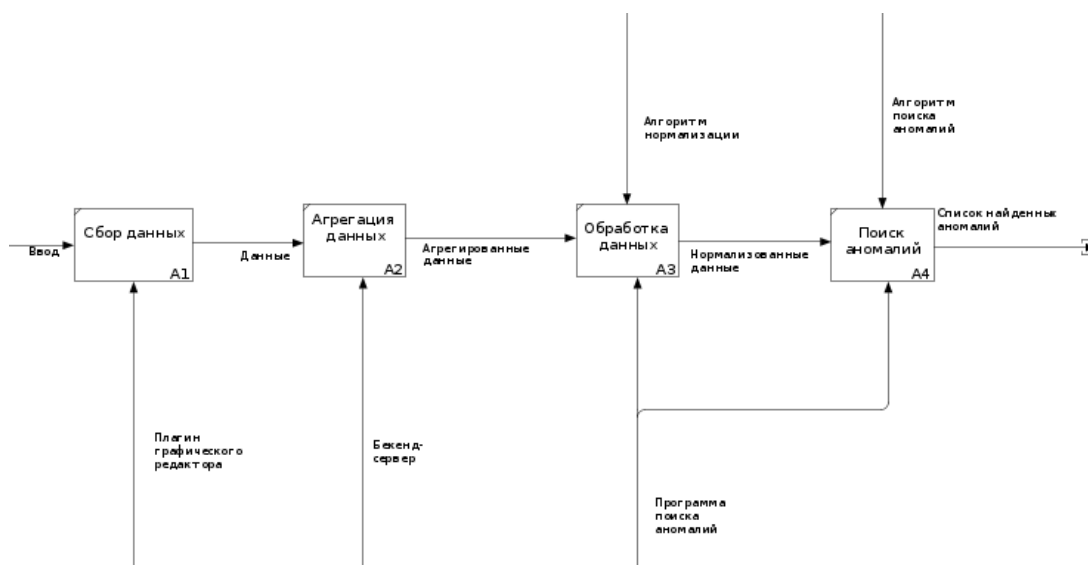 Алгоритм
нормализации
Алгоритм
поиска
аномалий
Ввод
Сбор данных
A1
Данные
Агрегация
данных
A2
Агрегированные
данные
Обработка
данных
A3
Нормализованные
данные
Поиск
аномалий
A4
Список найденных
аномалий
Плагин
графического
редактора
Бекенд-
сервер
Программа
поиска
аномалий